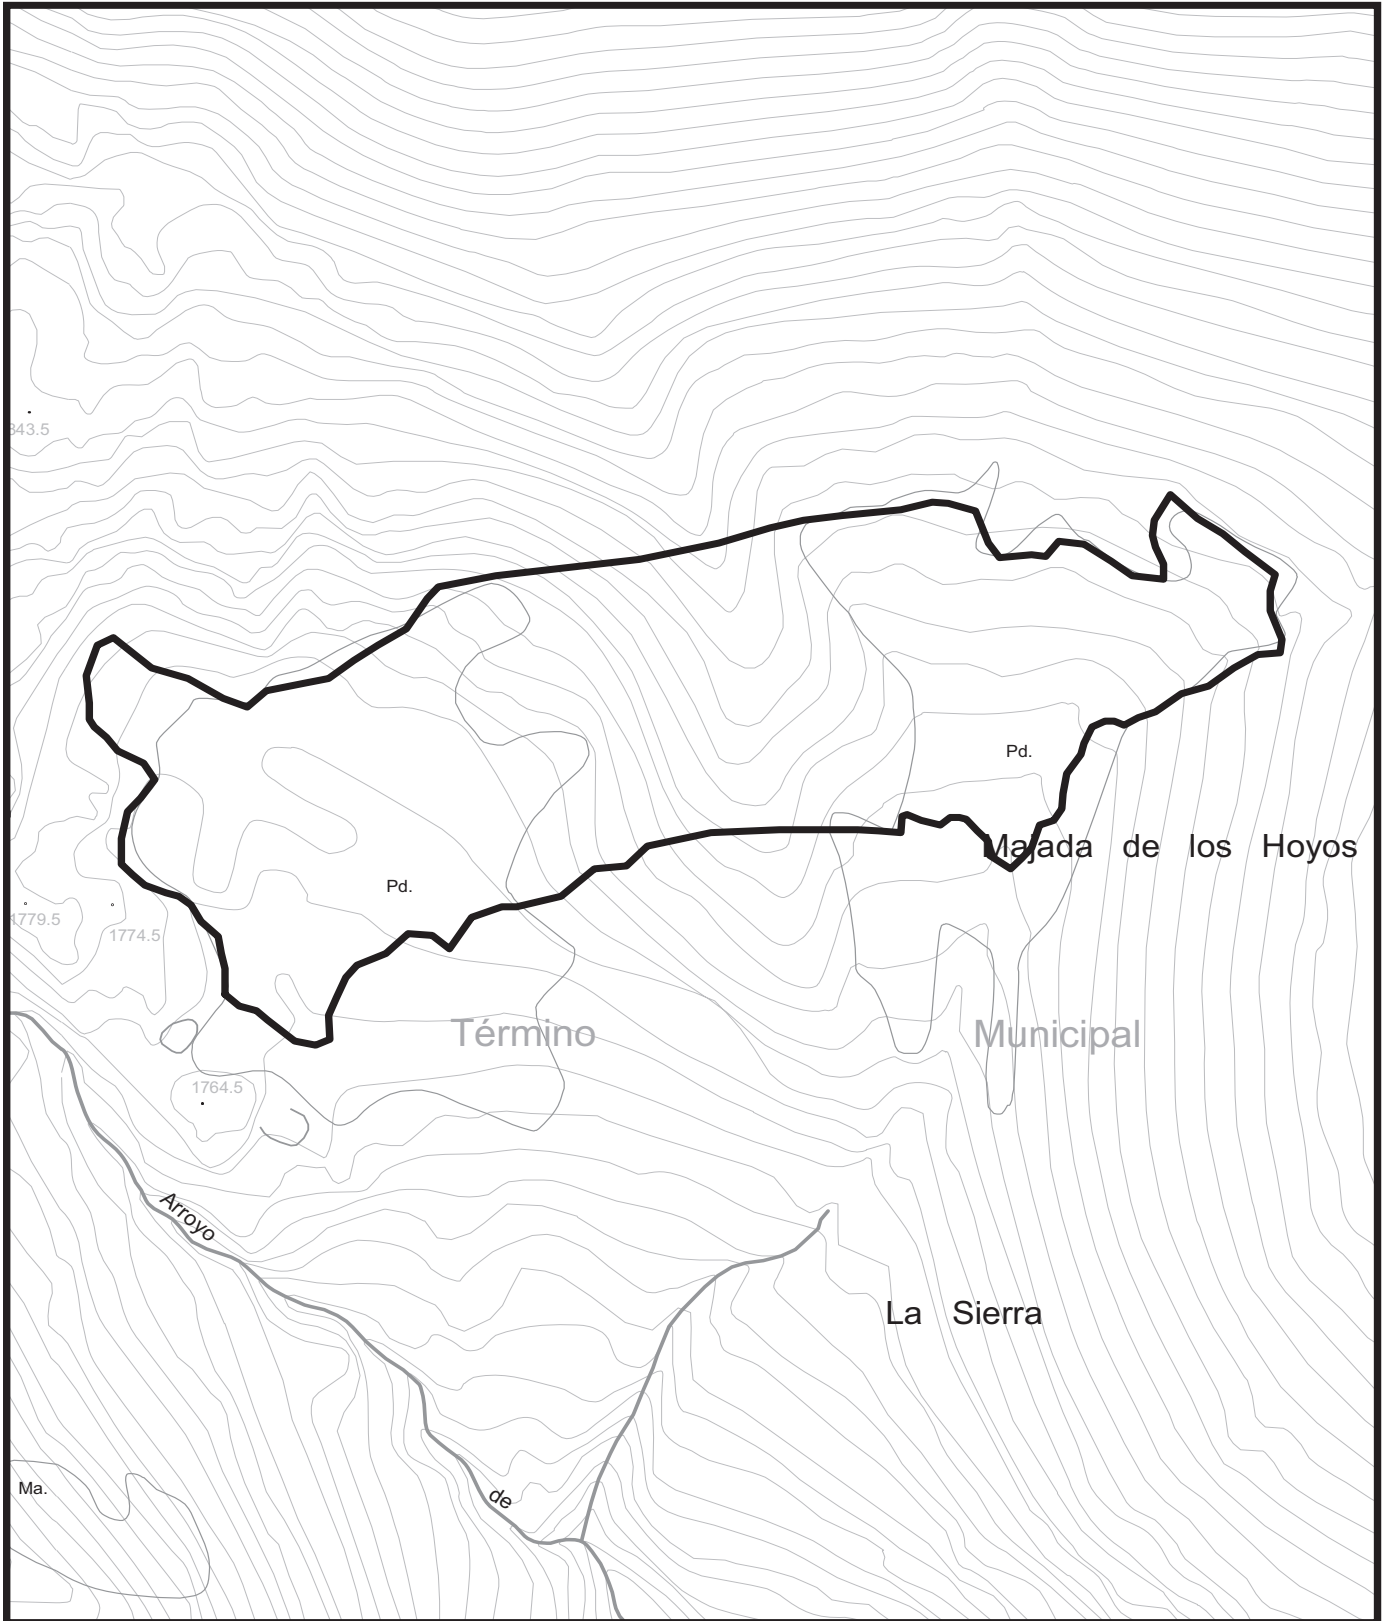 843.5
Pd.
Majada de los Hoyos
Pd.
1779.5
1774.5
Término Municipal
1764.5
Arroyo
La Sierra
Ma.
de